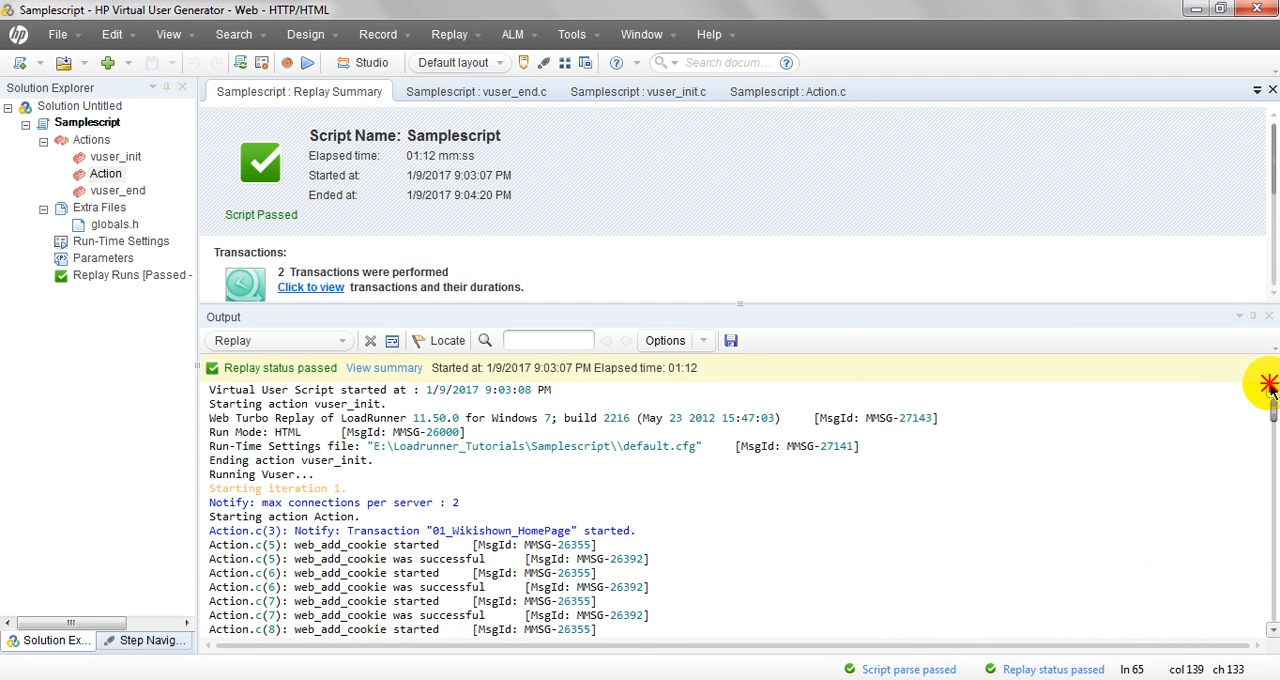 Samplescript - HP Virtual User Generator - Web - HTTP/HTML
hp File Edit View Search Design Record Replay ALM Tools Window Help
Studio Default layout Search docum...
Solution Explorer
Samplescript : Replay Summary Samplescript : vuser_end.c Samplescript : vuser_init.c Samplescript : Action.c
Solution Untitled
Samplescript
Actions
vuser_init
Action
vuser_end
Extra Files
globals.h
Run-Time Settings
Parameters
Replay Runs [Passed -
Solution Ex... Step Navig...
Script Name: Samplescript
Elapsed time: 01:12 mm:ss
Started at: 1/9/2017 9:03:07 PM
Ended at: 1/9/2017 9:04:20 PM
Script Passed
Transactions:
2 Transactions were performed
Click to view transactions and their durations.
Output
Replay Locate Options
Replay status passed View summary Started at: 1/9/2017 9:03:07 PM Elapsed time: 01:12
Virtual User Script started at : 1/9/2017 9:03:08 PM
Starting action vuser_init.
Web Turbo Replay of LoadRunner 11.50.0 for Windows 7; build 2216 (May 23 2012 15:47:03) [MsgId: MMSG-27143]
Run Mode: HTML [MsgId: MMSG-26000]
Run-Time Settings file: "E:\Loadrunner_Tutorials\Samplescript\\default.cfg" [MsgId: MMSG-27141]
Ending action vuser_init.
Running Vuser...
Starting iteration 1.
Notify: max connections per server : 2
Starting action Action.
Action.c(3): Notify: Transaction "01_Wikishown_HomePage" started.
Action.c(5): web_add_cookie started [MsgId: MMSG-26355]
Action.c(5): web_add_cookie was successful [MsgId: MMSG-26392]
Action.c(6): web_add_cookie started [MsgId: MMSG-26355]
Action.c(6): web_add_cookie was successful [MsgId: MMSG-26392]
Action.c(7): web_add_cookie started [MsgId: MMSG-26355]
Action.c(7): web_add_cookie was successful [MsgId: MMSG-26392]
Action.c(8): web_add_cookie started [MsgId: MMSG-26355]
Script parse passed Replay status passed ln 65 col 139 ch 133